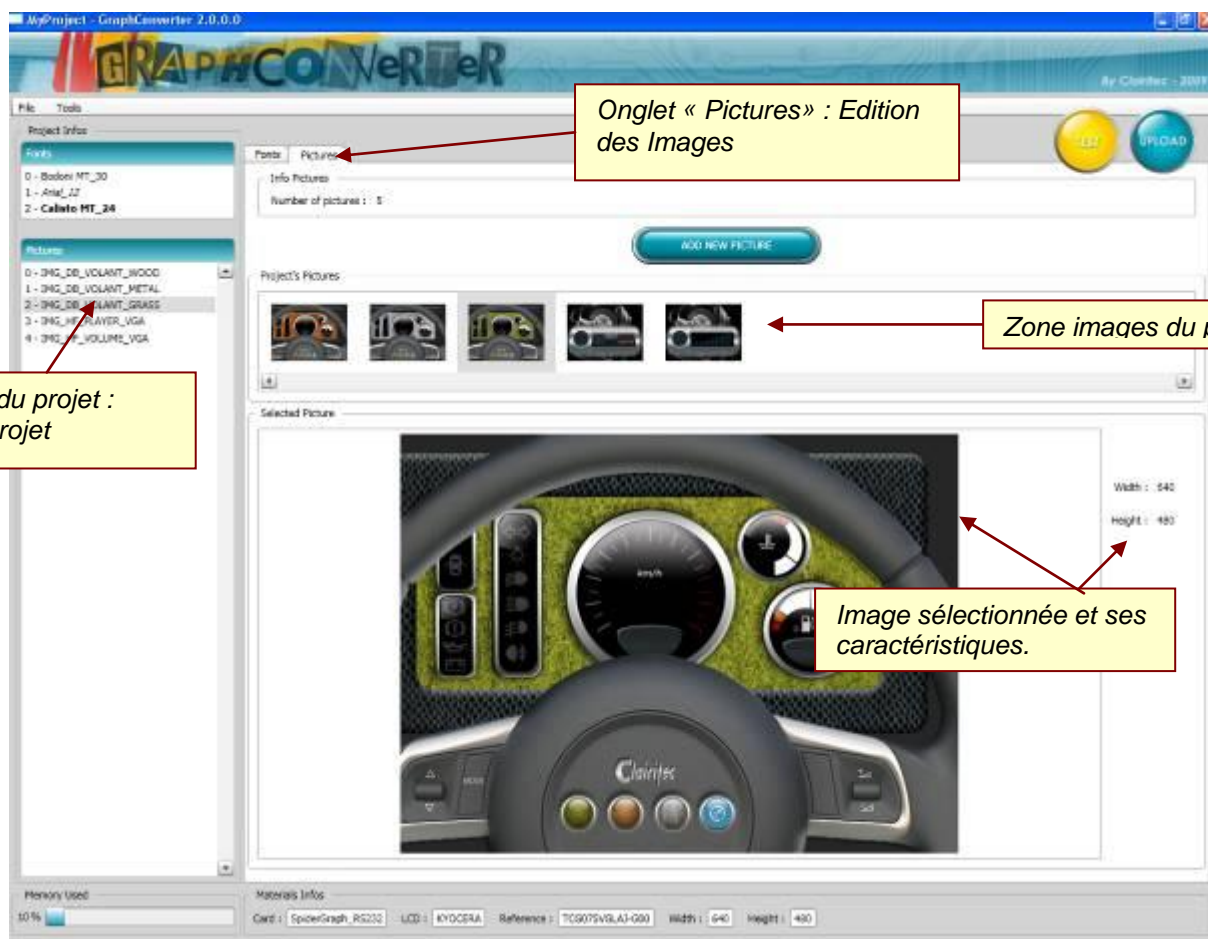 MyProject - GraphConverter 2.0.0.0
GRAPHCONVERTER
By Clairitec - 2009
File Tools
Onglet « Pictures» : Edition
des Images
TEST
UPLOAD
Project Infos
Fonts
0 - Bodoni MT_30
1 - Arial_12
2 - Calisto MT_24
Fonts Pictures
Info Pictures
Number of pictures : 5
ADD NEW PICTURE
Pictures
0 - IMG_DB_VOLANT_WOOD
1 - IMG_DB_VOLANT_METAL
2 - IMG_DB_VOLANT_GRASS
3 - IMG_HF_PLAYER_VGA
4 - IMG_HF_VOLUME_VGA
Project's Pictures
Zone images du p
du projet :
rojet
Selected Picture
Width : 640
Height : 480
km/h
Image sélectionnée et ses
caractéristiques.
Clairitec
MODE
Memory Used
10 %
Materials Infos
Card : SpiderGraph_RS232 LCD : KYOCERA Reference : Width : 640 Height : 480